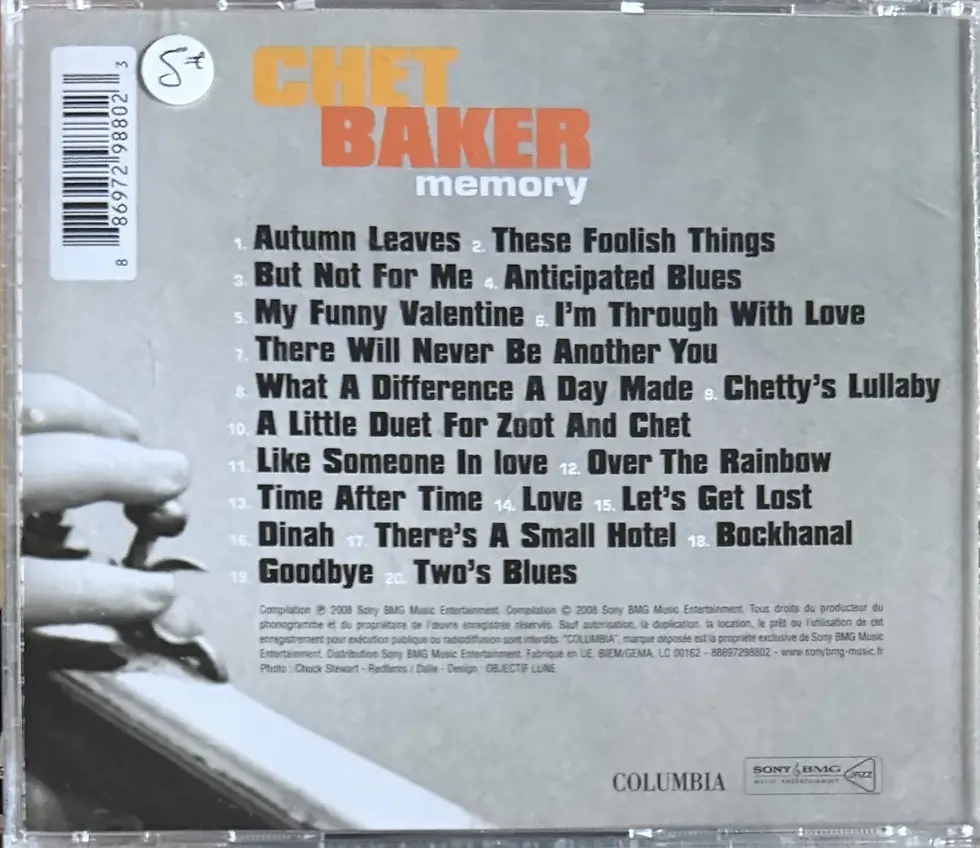 CHET
BAKER
memory
1. Autumn Leaves 2. These Foolish Things
3. But Not For Me 4. Anticipated Blues
5. My Funny Valentine 6. I'm Through With Love
7. There Will Never Be Another You
8. What A Difference A Day Made 9. Chetty's Lullaby
10. A Little Duet For Zoot And Chet
11. Like Someone In love 12. Over The Rainbow
13. Time After Time 14. Love 15. Let's Get Lost
16. Dinah 17. There's A Small Hotel 18. Bockhanal
19. Goodbye 20. Two's Blues
Compilation ℗ 2008 Sony BMG Music Entertainment. Compilation © 2008 Sony BMG Music Entertainment. Tous droits du producteur du
phonogramme et du propriétaire de l'œuvre enregistrée réservés. Sauf autorisation, la duplication, la location, le prêt ou l'utilisation de cet
enregistrement pour exécution publique ou radiodiffusion sont interdits. "COLUMBIA", marque déposée est la propriété exclusive de Sony BMG Music
Entertainment. Distribution Sony BMG Music Entertainment. Fabriqué en UE. BIEM/GEMA. LC 00162 - 88697298802 - www.sonybmg-music.fr
Photo : Chuck Stewart - Redferns / Dalle - Design : OBJECTIF LUNE
8 86972 98802 3
5€
COLUMBIA
SONY BMG
MUSIC ENTERTAINMENT
JAZZ